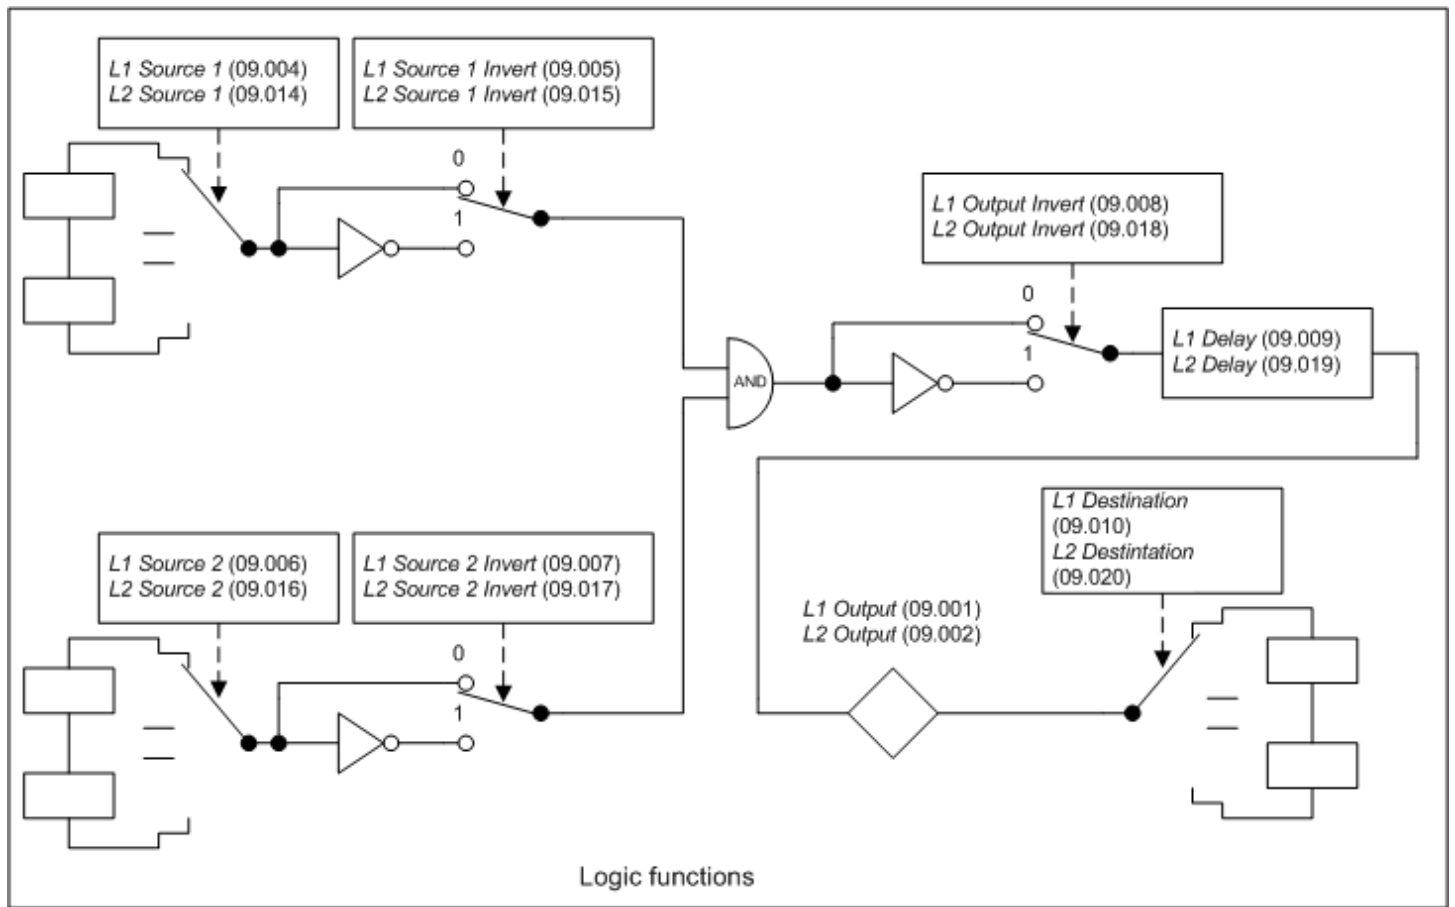 L1 Source 1 (09.004)
L2 Source 1 (09.014)
L1 Source 1 Invert (09.005)
L2 Source 1 Invert (09.015)
0
1
L1 Output Invert (09.008)
L2 Output Invert (09.018)
0
1
L1 Delay (09.009)
L2 Delay (09.019)
AND
L1 Source 2 (09.006)
L2 Source 2 (09.016)
L1 Source 2 Invert (09.007)
L2 Source 2 Invert (09.017)
0
1
L1 Destination
(09.010)
L2 Destintation
(09.020)
L1 Output (09.001)
L2 Output (09.002)
Logic functions